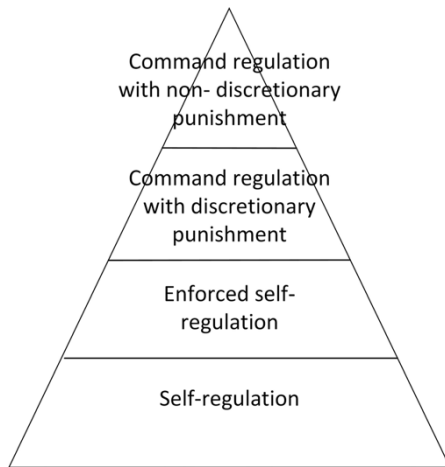 Command regulation
with non- discretionary
punishment
Command regulation
with discretionary
punishment
Enforced self-
regulation
Self-regulation